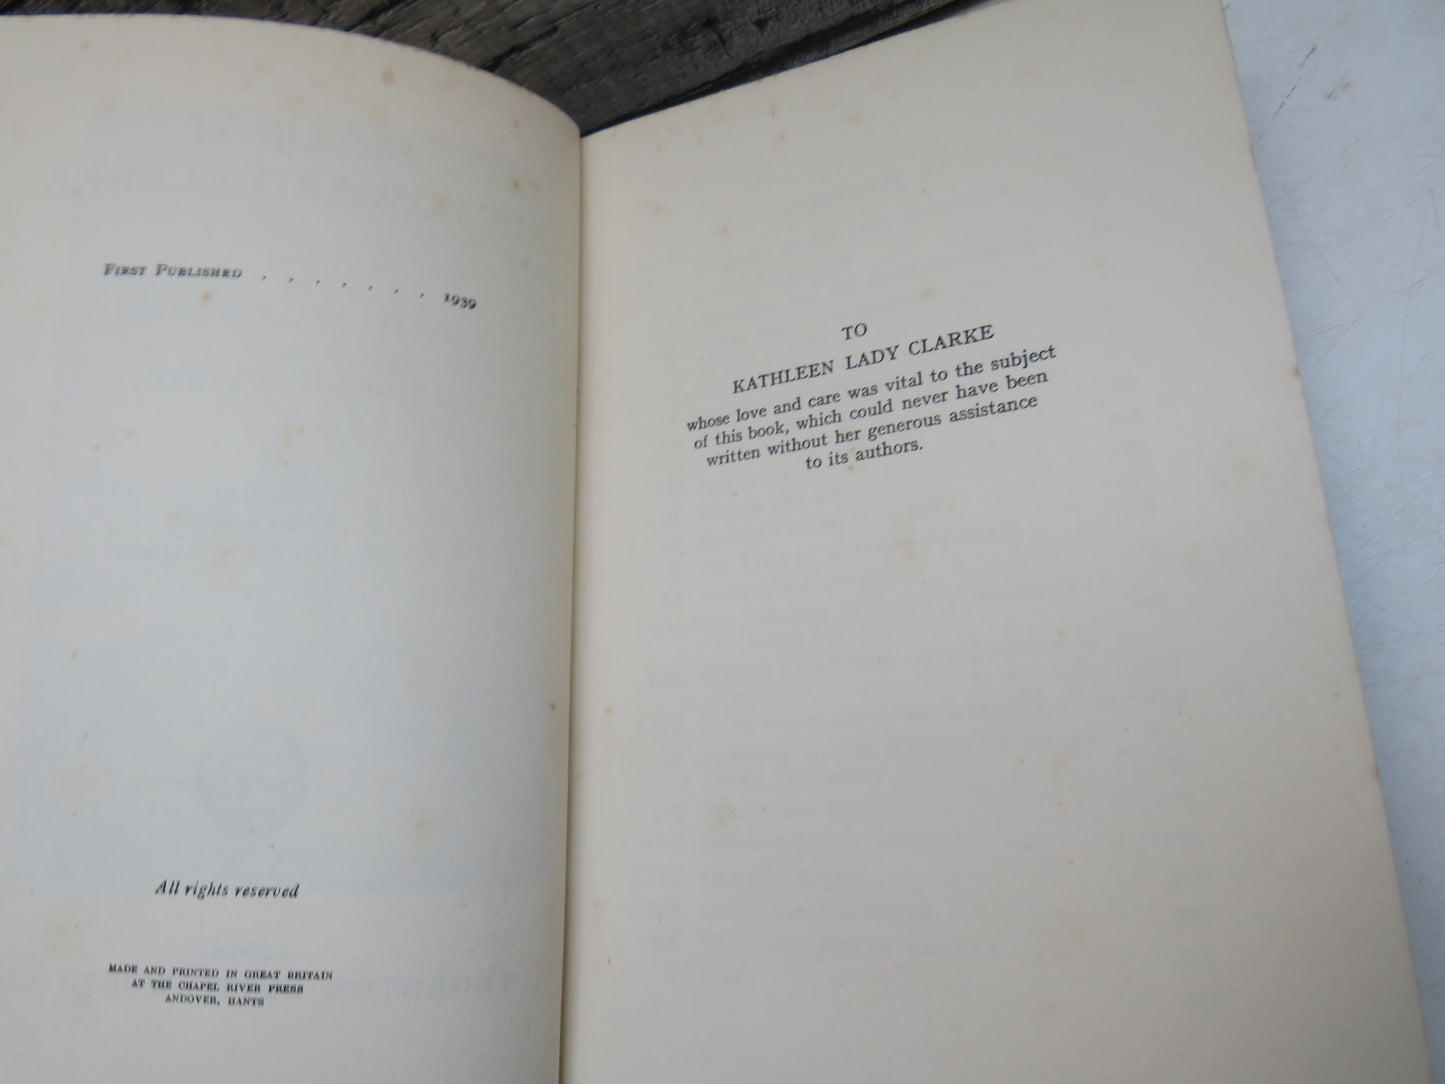 FIRST PUBLISHED . . . . . . . 1939
All rights reserved
MADE AND PRINTED IN GREAT BRITAIN
AT THE CHAPEL RIVER PRESS
ANDOVER, HANTS
TO
KATHLEEN LADY CLARKE
whose love and care was vital to the subject
of this book, which could never have been
written without her generous assistance
to its authors.